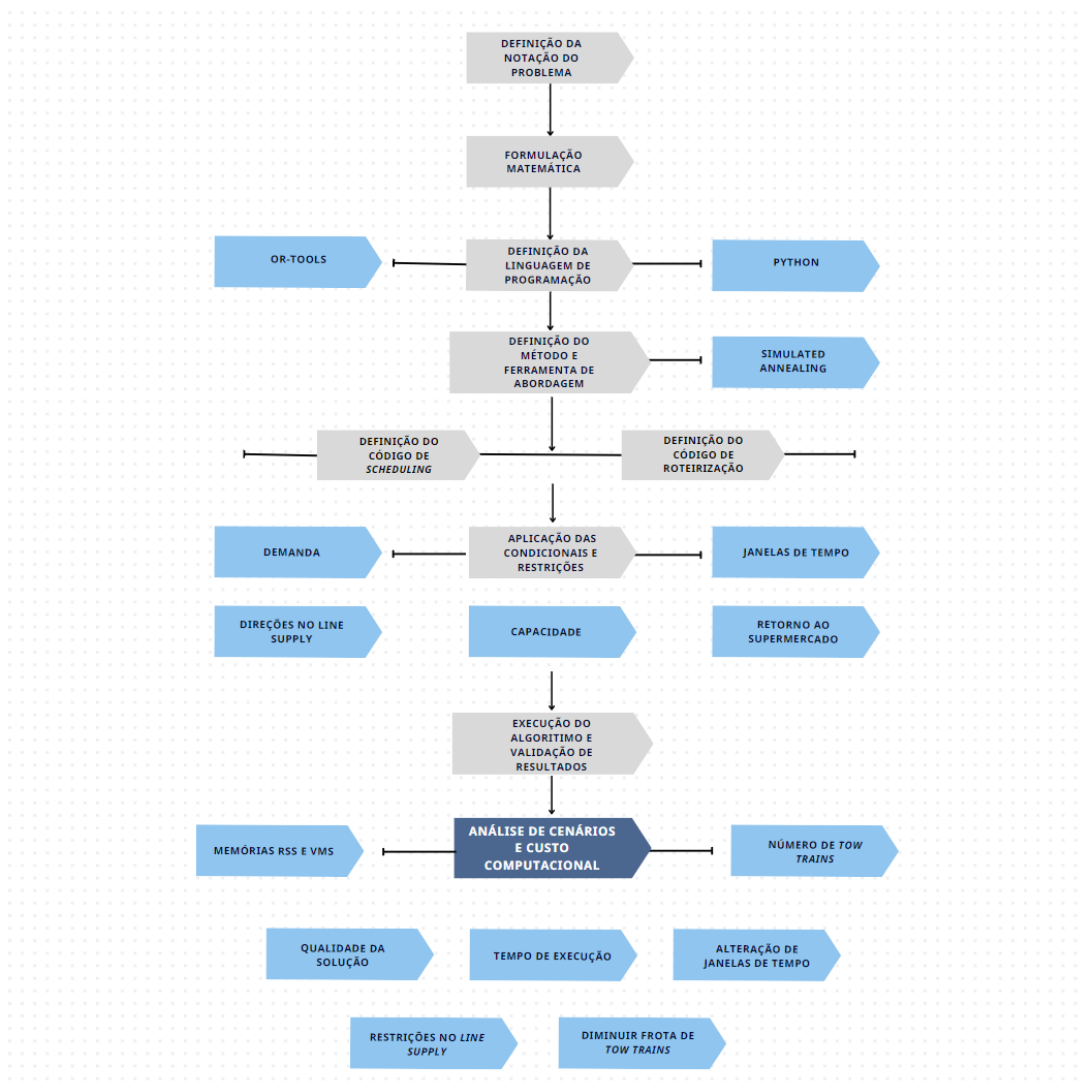 DEFINIÇÃO DA
NOTAÇÃO DO
PROBLEMA
FORMULAÇÃO
MATEMÁTICA
OR-TOOLS
DEFINIÇÃO DA
LINGUAGEM DE
PROGRAMAÇÃO
PYTHON
DEFINIÇÃO DO
MÉTODO E
FERRAMENTA DE
ABORDAGEM
SIMULATED
ANNEALING
DEFINIÇÃO DO
CÓDIGO DE
SCHEDULING
DEFINIÇÃO DO
CÓDIGO DE
ROTEIRIZAÇÃO
DEMANDA
APLICAÇÃO DAS
CONDICIONAIS E
RESTRIÇÕES
JANELAS DE TEMPO
DIREÇÕES NO LINE
SUPPLY
CAPACIDADE
RETORNO AO
SUPERMERCADO
EXECUÇÃO DO
ALGORITIMO E
VALIDAÇÃO DE
RESULTADOS
MEMÓRIAS RSS E VMS
ANÁLISE DE CENÁRIOS
E CUSTO
COMPUTACIONAL
NÚMERO DE TOW
TRAINS
QUALIDADE DA
SOLUÇÃO
TEMPO DE EXECUÇÃO
ALTERAÇÃO DE
JANELAS DE TEMPO
RESTRIÇÕES NO LINE
SUPPLY
DIMINUIR FROTA DE
TOW TRAINS